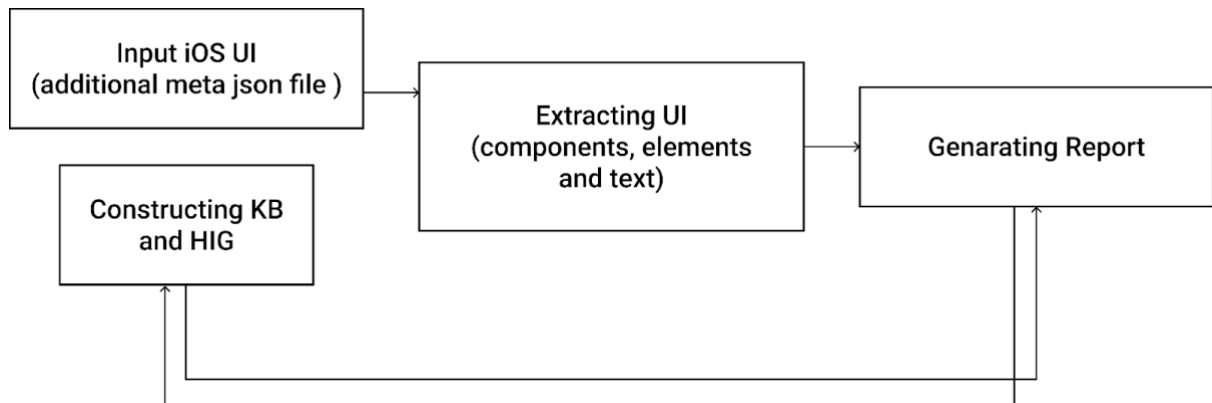 Input iOS UI
(additional meta json file )
Extracting UI
(components, elements
and text)
Genarating Report
Constructing KB
and HIG